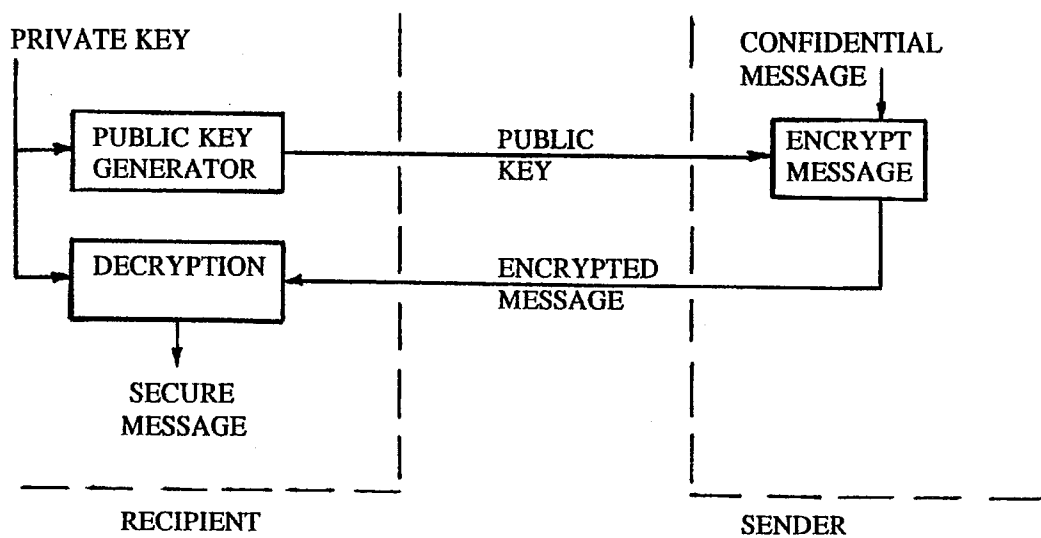 PRIVATE KEY
PUBLIC KEY
GENERATOR
DECRYPTION
SECURE
MESSAGE
RECIPIENT
PUBLIC
KEY
ENCRYPTED
MESSAGE
CONFIDENTIAL
MESSAGE
ENCRYPT
MESSAGE
SENDER